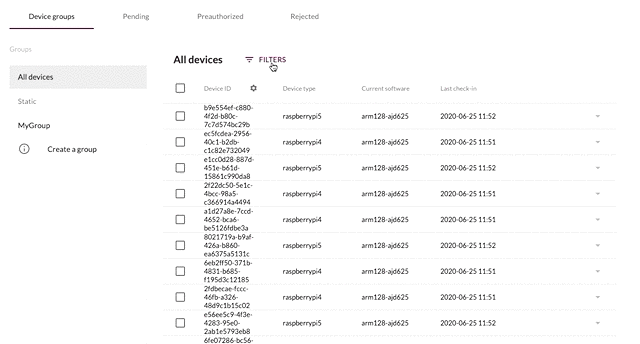 Device groups Pending Preauthorized Rejected
Groups
All devices
Static
MyGroup
Create a group
All devices FILTERS
Device ID Device type Current software Last check-in
b9e554ef-c880-
4f2d-b80c-
7c7d574bc29b
raspberrypi5 arm128-ajd625 2020-06-25 11:52
ec5fcdea-2956-
40c1-b2db-
c1c82e732049
raspberrypi4 arm128-ajd625 2020-06-25 11:51
e1cc0d28-887d-
451e-b61d-
15861c990da8
raspberrypi5 arm128-ajd625 2020-06-25 11:52
2f22dc50-5e1c-
4bcc-98a5-
c366914a4494
raspberrypi4 arm128-ajd625 2020-06-25 11:51
a1d27a8e-7ccd-
4652-bca6-
be5126fdbe3a
raspberrypi4 arm128-ajd625 2020-06-25 11:51
8021719a-b9af-
426a-b860-
ea6375a5131c
raspberrypi5 arm128-ajd625 2020-06-25 11:52
6eb2ff50-371b-
4831-b685-
f195d3c12185
raspberrypi4 arm128-ajd625 2020-06-25 11:51
2fdbecae-fccc-
46fb-a326-
48d9c1b15c02
raspberrypi4 arm128-ajd625 2020-06-25 11:51
e56ee5c9-4f3e-
4283-95e0-
2ab1e5793eb8
raspberrypi5 arm128-ajd625 2020-06-25 11:52
6fe07286-bc56-